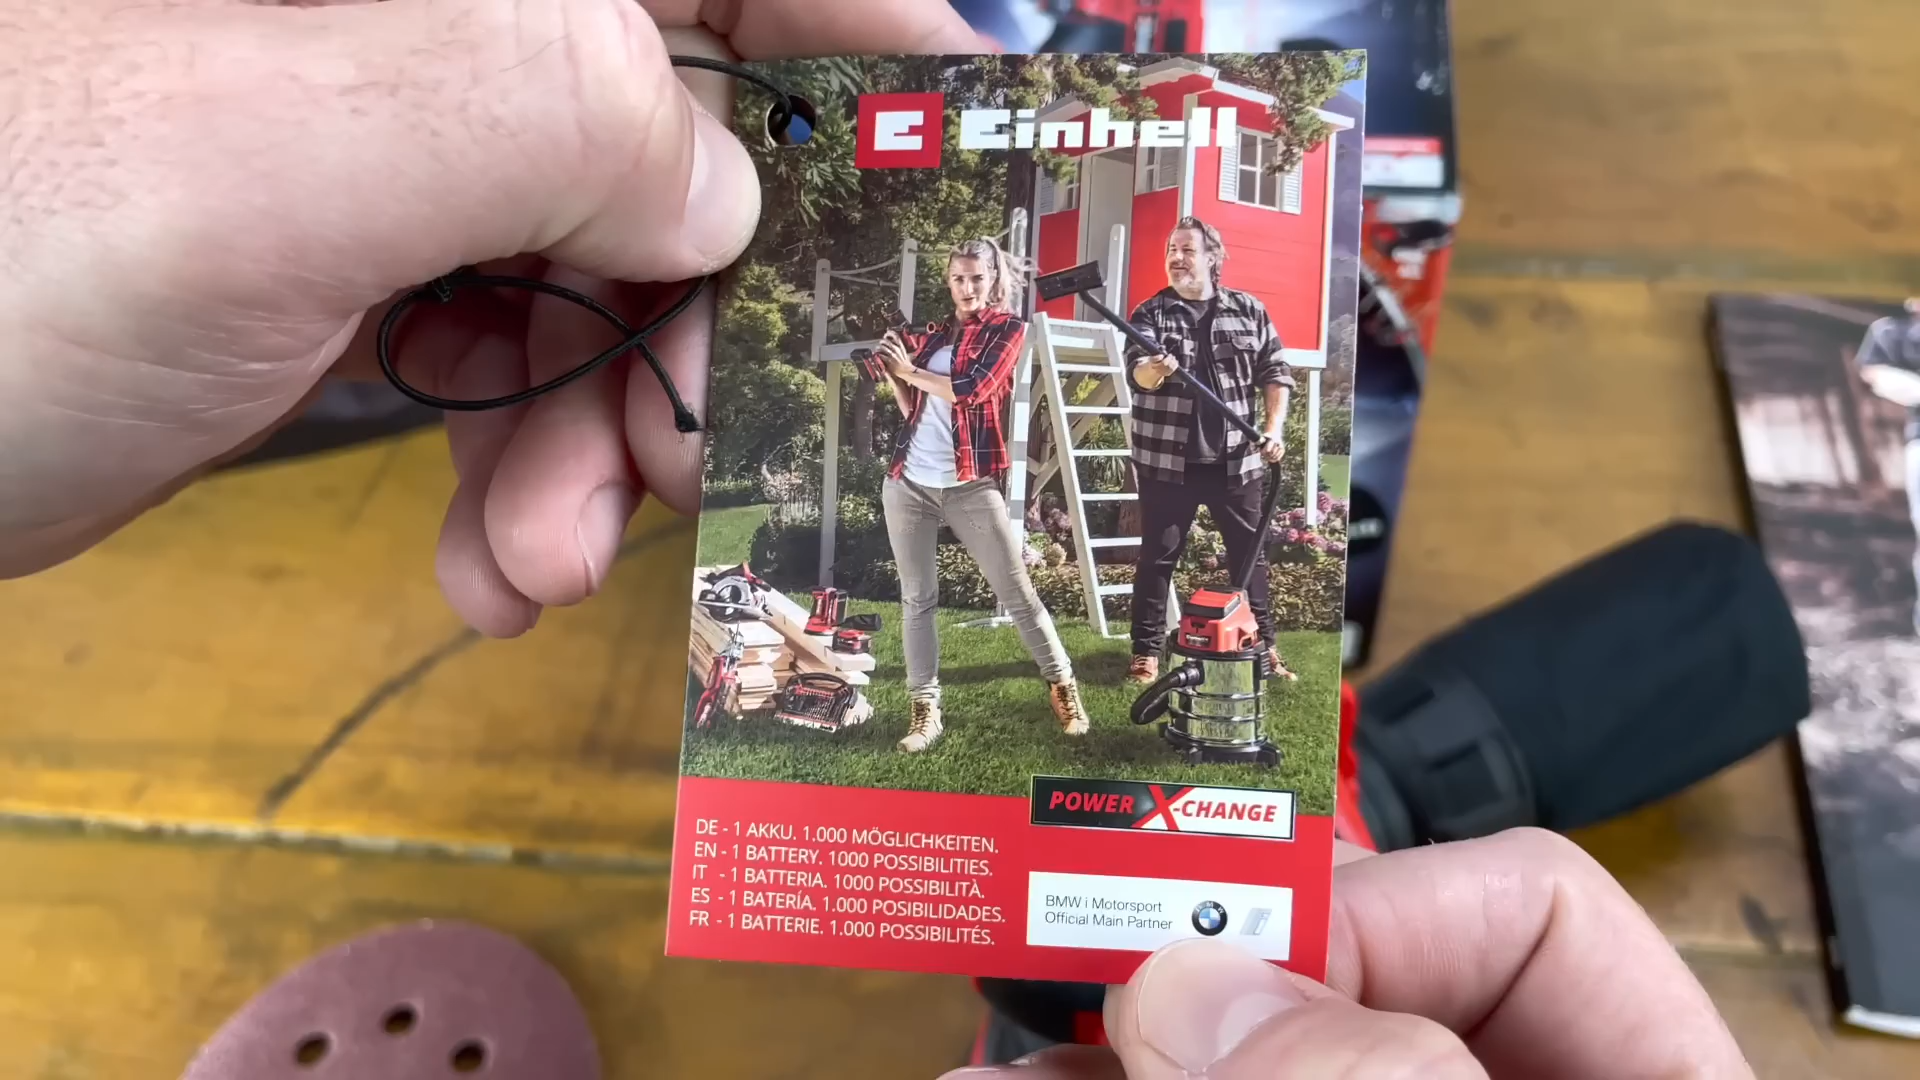 Einhell
POWER X-CHANGE
DE - 1 AKKU. 1.000 MÖGLICHKEITEN.
EN - 1 BATTERY. 1000 POSSIBILITIES.
IT - 1 BATTERIA. 1000 POSSIBILITÀ.
ES - 1 BATERÍA. 1.000 POSIBILIDADES.
FR - 1 BATTERIE. 1.000 POSSIBILITÉS.
BMW i Motorsport
Official Main Partner